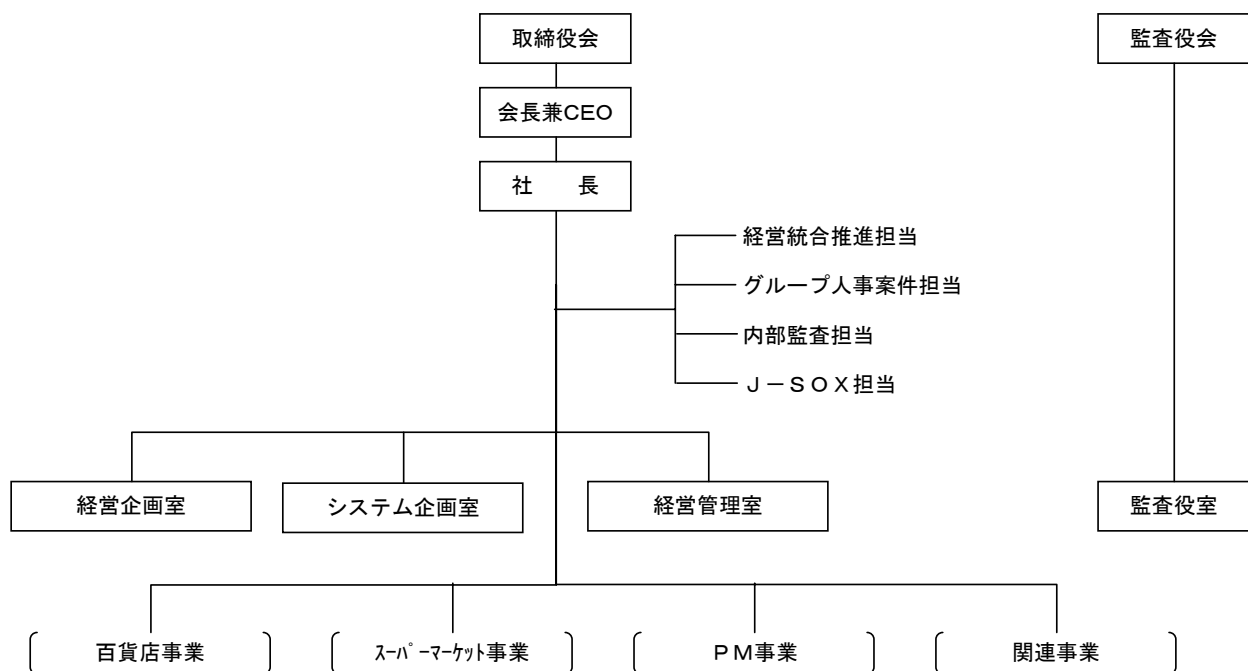 取締役会
監査役会
会長兼CEO
社　　長
経営統合推進担当
グループ人事案件担当
内部監査担当
J－SOX担当
経営企画室
システム企画室
経営管理室
監査役室
百貨店事業
ｽｰﾊﾟｰﾏｰｹｯﾄ事業
PM事業
関連事業